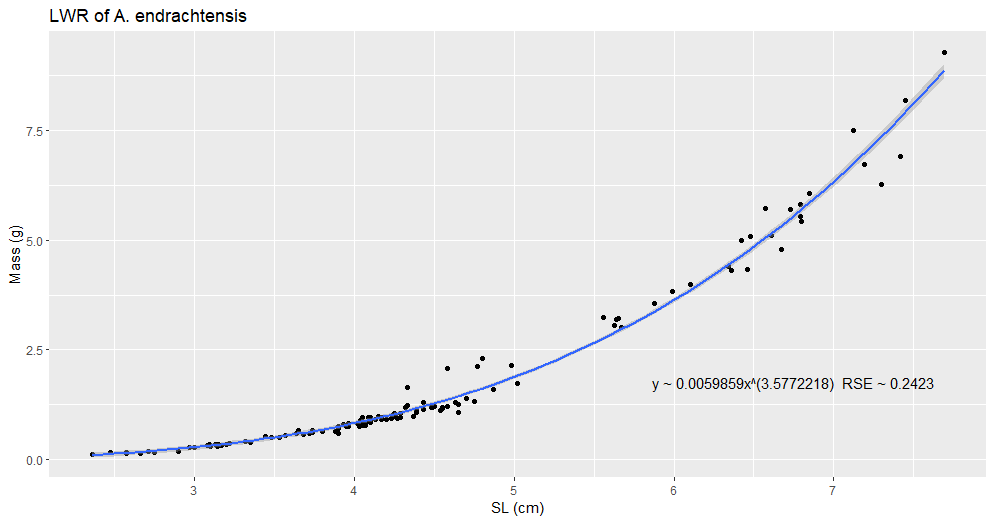 LWR of A. endrachtensis
Mass (g)
7.5
5.0
2.5
0.0
y ~ 0.0059859x^(3.5772218) RSE ~ 0.2423
3 4 5 6 7
SL (cm)